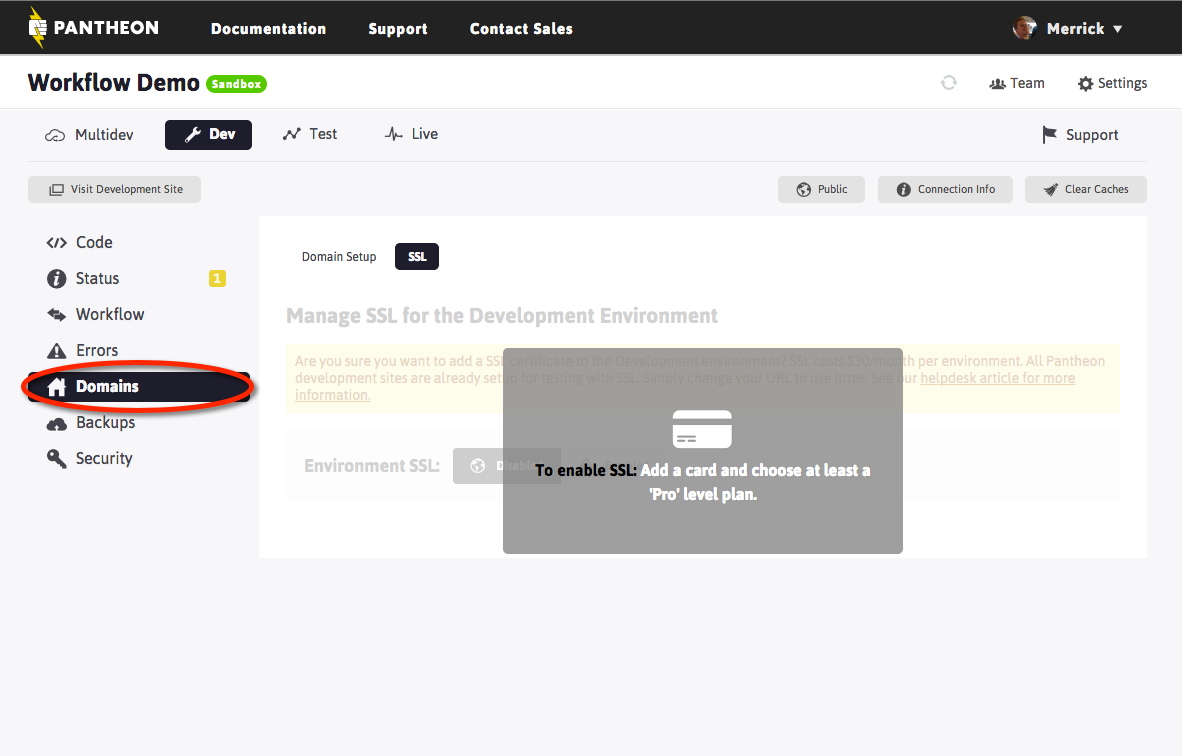 PANTHEON Documentation Support Contact Sales Merrick
Workflow Demo Sandbox Team Settings
Multidev Dev Test Live Support
Visit Development Site Public Connection Info Clear Caches
Code
Status 1
Workflow
Errors
Domains
Backups
Security
Domain Setup SSL
Manage SSL for the Development Environment
Are you sure you want to add a SSL certificate to the Development environment? SSL costs $30/month per environment. All Pantheon
development sites are already setup for testing with SSL. Simply change your URL to use https. See our helpdesk article for more
information.
Environment SSL: Disabled
To enable SSL: Add a card and choose at least a
'Pro' level plan.